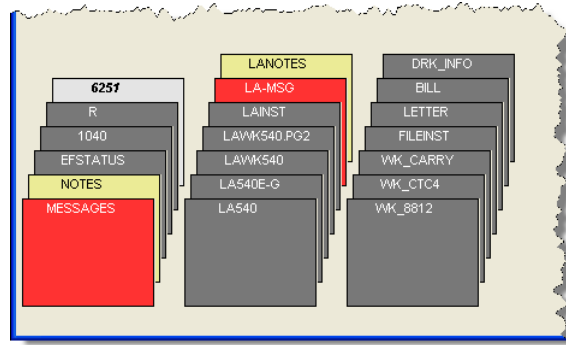 6251
R
1040
EFSTATUS
NOTES
MESSAGES
LANOTES
LA-MSG
LAINST
LAWK540.PG2
LAWK540
LA540E-G
LA540
DRK_INFO
BILL
LETTER
FILEINST
WK_CARRY
WK_CTC4
WK_8812